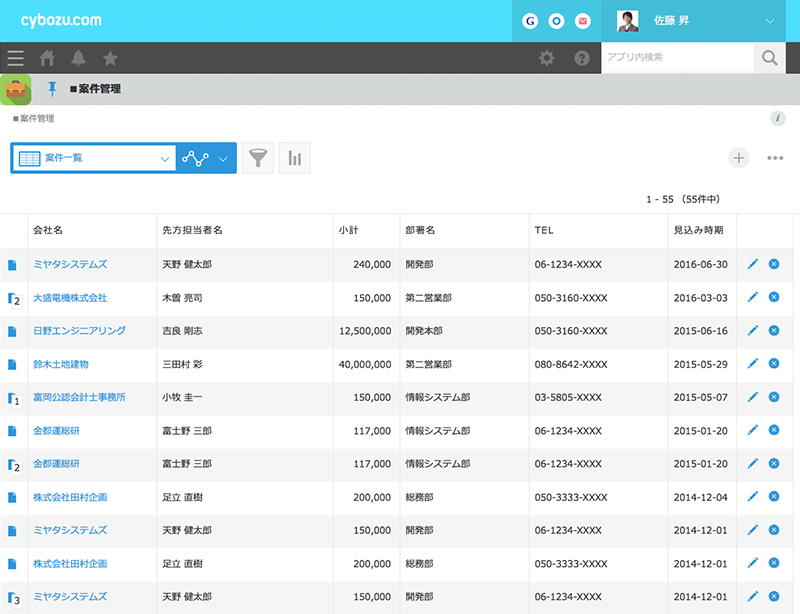 cybozu.com
G
佐藤 昇
アプリ内検索
■案件管理
■案件管理
案件一覧
1 - 55 (55件中)
会社名 先方担当者名 小計 部署名 TEL 見込み時期
ミヤタシステムズ 天野 健太郎 240,000 開発部 06-1234-XXXX 2016-06-30
2 大盛電機株式会社 木曽 亮司 150,000 第二営業部 050-3160-XXXX 2016-03-03
日野エンジニアリング 吉良 剛志 12,500,000 開発本部 050-3160-XXXX 2015-06-16
鈴木土地建物 三田村 彩 40,000,000 第二営業部 080-8642-XXXX 2015-05-29
1 富岡公認会計士事務所 小牧 圭一 150,000 情報システム部 03-5805-XXXX 2015-05-07
金都運総研 富士野 三郎 117,000 情報システム部 06-1234-XXXX 2015-01-20
2 金都運総研 富士野 三郎 117,000 情報システム部 06-1234-XXXX 2015-01-20
株式会社田村企画 足立 直樹 200,000 総務部 050-3333-XXXX 2014-12-04
ミヤタシステムズ 天野 健太郎 150,000 開発部 06-1234-XXXX 2014-12-01
株式会社田村企画 足立 直樹 200,000 総務部 050-3333-XXXX 2014-12-01
3 ミヤタシステムズ 天野 健太郎 150,000 開発部 06-1234-XXXX 2014-12-01